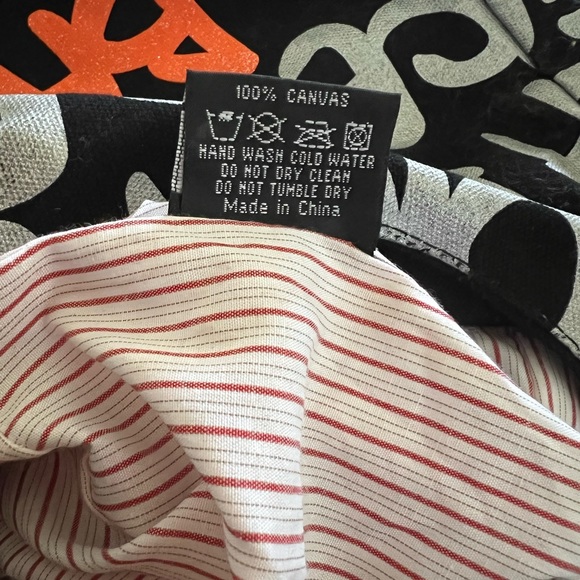 100% CANVAS
HAND WASH COLD WATER
DO NOT DRY CLEAN
DO NOT TUMBLE DRY
Made in China